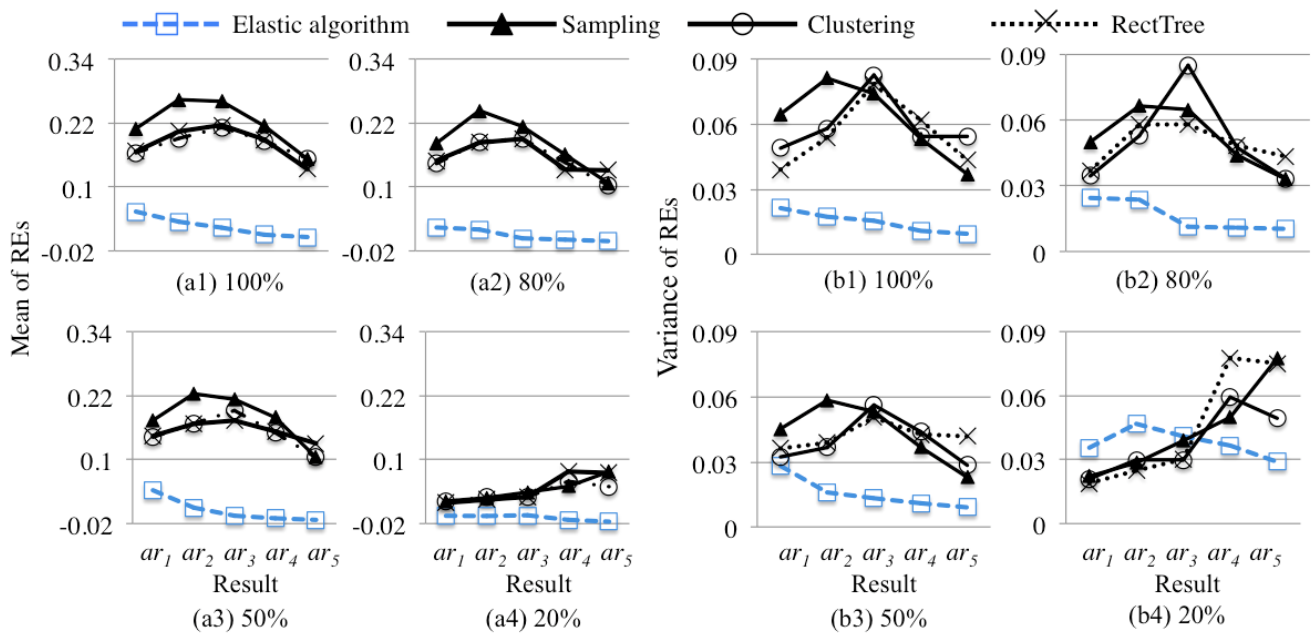 Elastic algorithm Sampling Clustering RectTree
Mean of REs
0.34
0.22
0.1
-0.02
(a1) 100%
0.34
0.22
0.1
-0.02
(a2) 80%
0.34
0.22
0.1
-0.02
ar1 ar2 ar3 ar4 ar5
Result
(a3) 50%
0.34
0.22
0.1
-0.02
ar1 ar2 ar3 ar4 ar5
Result
(a4) 20%
Variance of REs
0.09
0.06
0.03
0
(b1) 100%
0.09
0.06
0.03
0
(b2) 80%
0.09
0.06
0.03
0
ar1 ar2 ar3 ar4 ar5
Result
(b3) 50%
0.09
0.06
0.03
0
ar1 ar2 ar3 ar4 ar5
Result
(b4) 20%